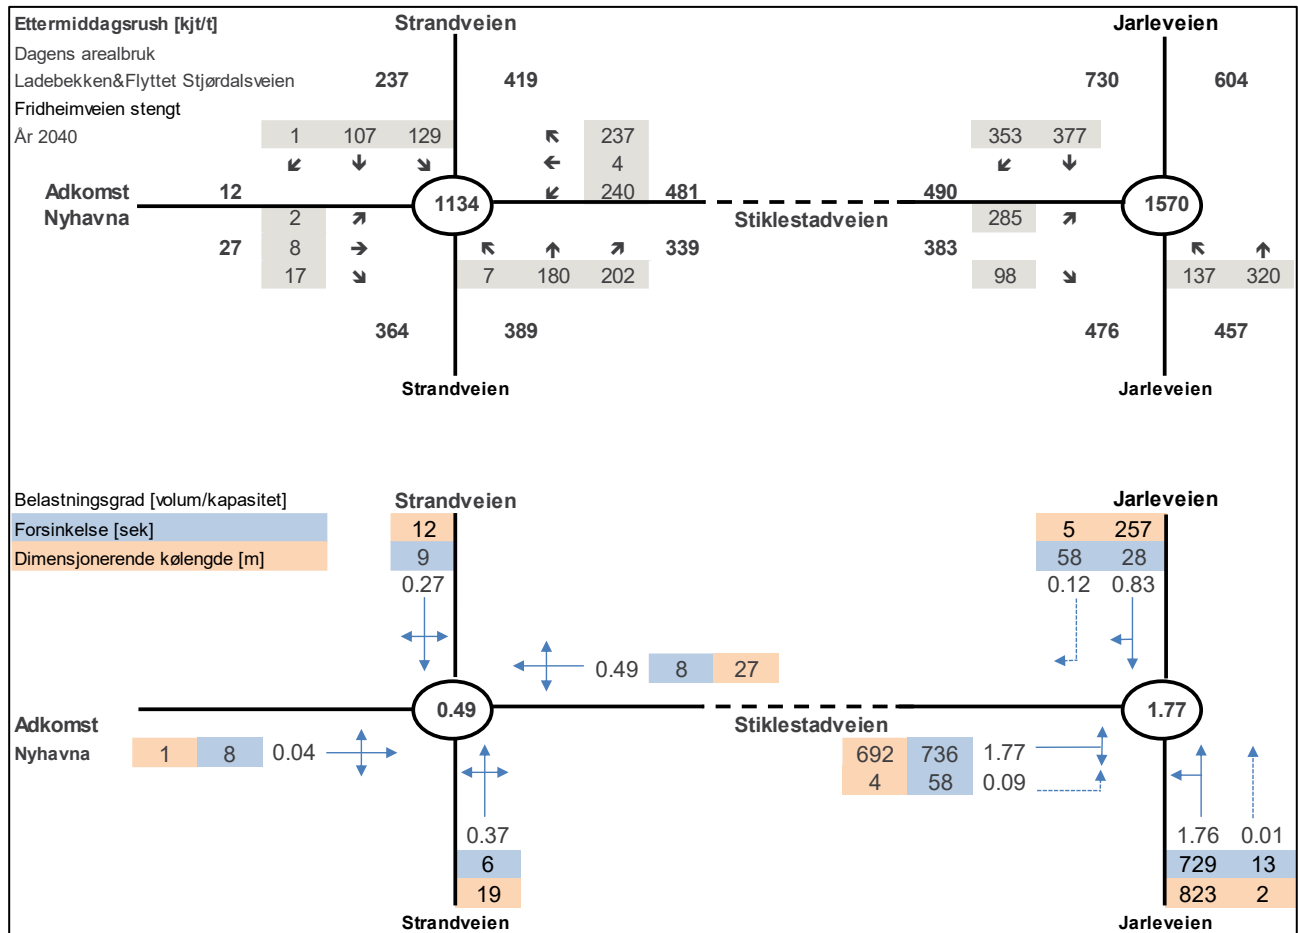 Ettermiddagsrush [kjt/t] Strandveien Jarleveien
Dagens arealbruk
Ladebekken&Flyttet Stjørdalsveien 237 419 730 604
Fridheimveien stengt
År 2040 1 107 129 🡬 237 353 377
🡯 🡫 🡮 🡨 4 🡯 🡫
Adkomst 12 🡯 240 481 490
1134 1570
Nyhavna 2 🡭 Stiklestadveien 285 🡭
27 8 🡪 🡬 🡩 🡭 339 383 🡬 🡩
17 🡮 7 180 202 98 🡮 137 320
364 389 476 457
Strandveien Jarleveien
Belastningsgrad [volum/kapasitet] Strandveien Jarleveien
Forsinkelse [sek] 12 5 257
Dimensjonerende kølengde [m] 9 58 28
0.27 0.12 0.83
0.49 8 27
0.49 1.77
Adkomst Stiklestadveien
Nyhavna 1 8 0.04 692 736 1.77
4 58 0.09
0.37 1.76 0.01
6 729 13
19 823 2
Strandveien Jarleveien